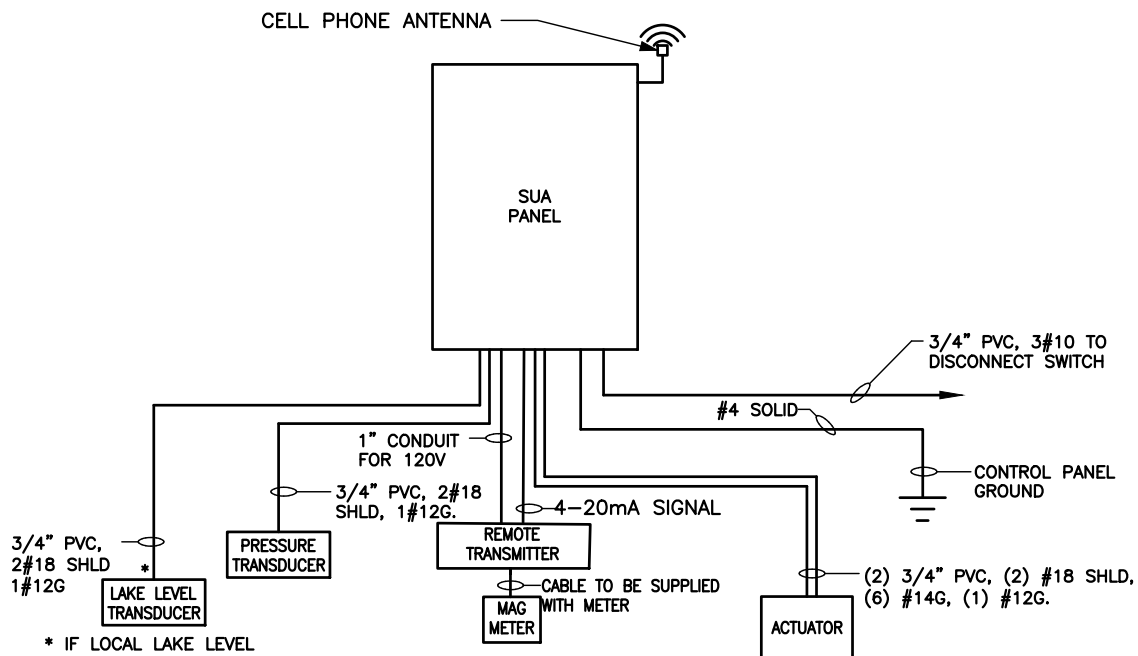 CELL PHONE ANTENNA
SUA
PANEL
3/4" PVC, 3#10 TO
DISCONNECT SWITCH
#4 SOLID
1" CONDUIT
FOR 120V
CONTROL PANEL
GROUND
3/4" PVC, 2#18
SHLD, 1#12G.
4-20mA SIGNAL
3/4" PVC,
2#18 SHLD *
1#12G
PRESSURE
TRANSDUCER
REMOTE
TRANSMITTER
LAKE LEVEL
TRANSDUCER
CABLE TO BE SUPPLIED
WITH METER
MAG
METER
(2) 3/4" PVC, (2) #18 SHLD,
(6) #14G, (1) #12G.
ACTUATOR
* IF LOCAL LAKE LEVEL